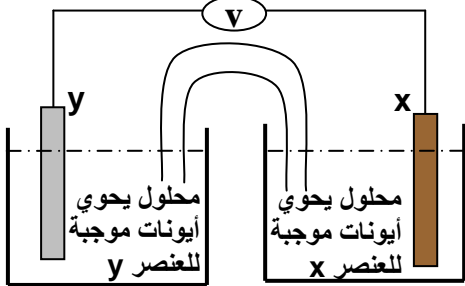 v
y
x
محلول يحوي
أيونات موجبة
للعنصر y
محلول يحوي
أيونات موجبة
للعنصر x